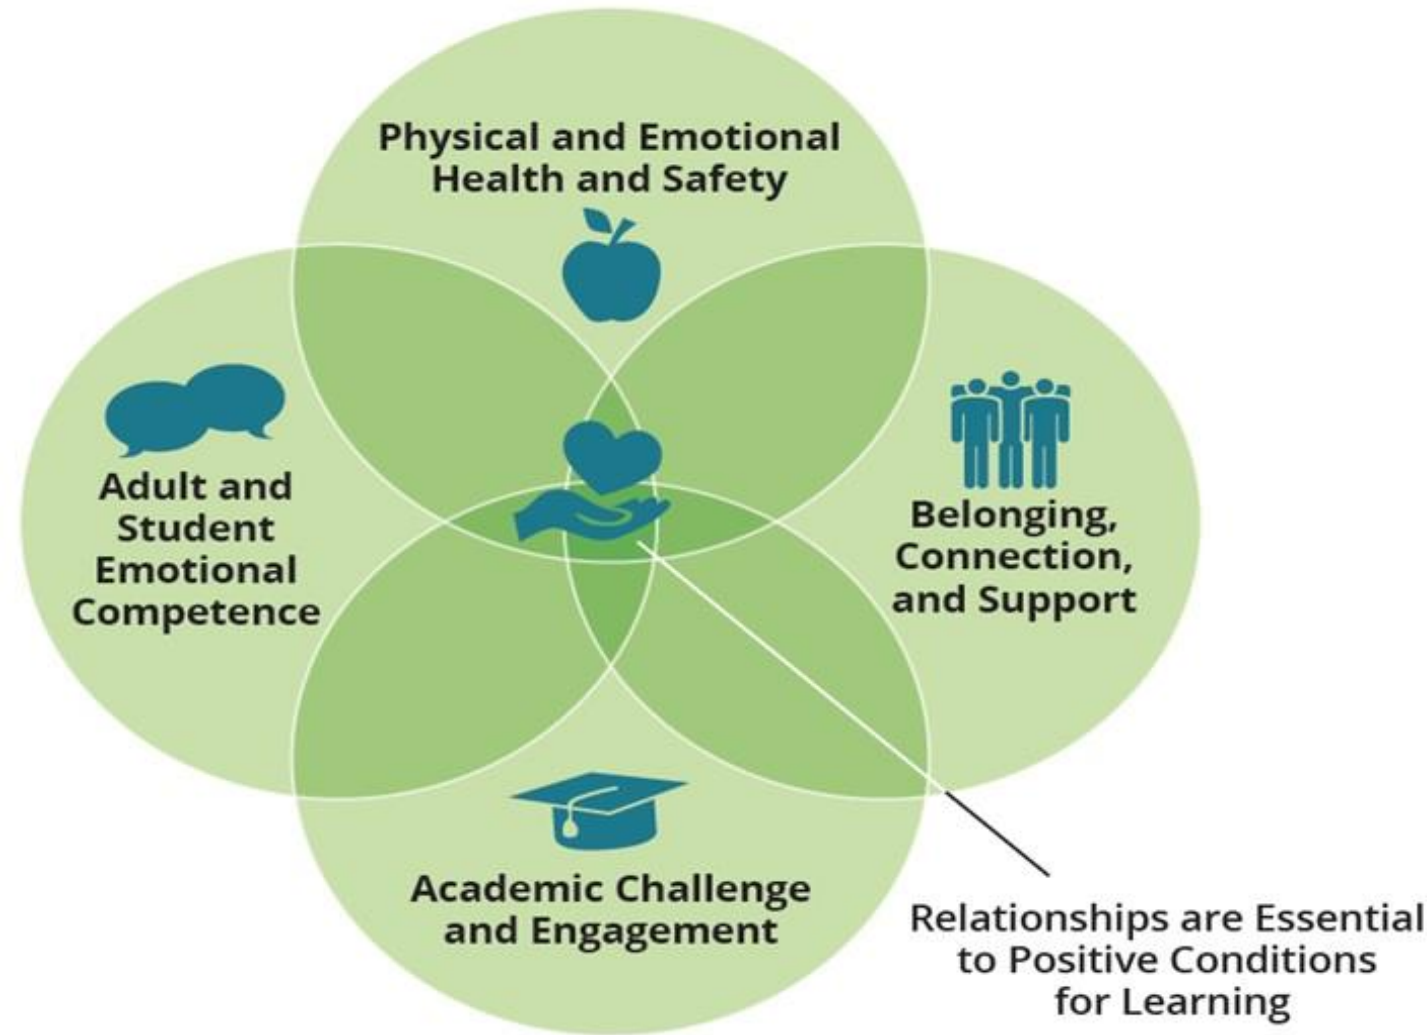 Physical and Emotional
Health and Safety
Adult and
Student
Emotional
Competence
Belonging,
Connection,
and Support
Academic Challenge
and Engagement
Relationships are Essential
to Positive Conditions
for Learning